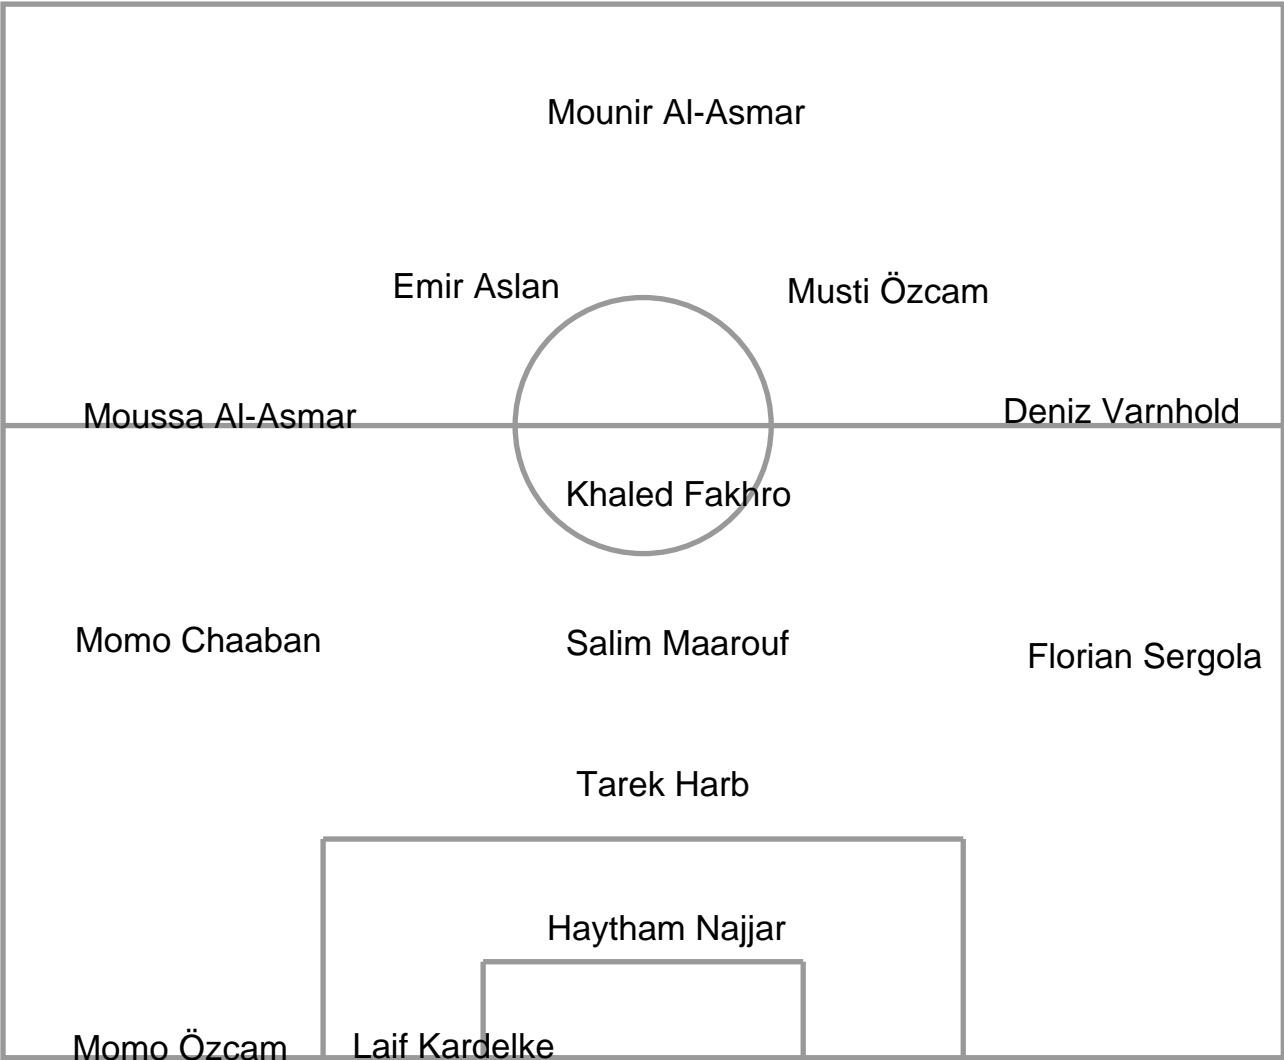 Mounir Al-Asmar
Emir Aslan
Musti Özcam
Moussa Al-Asmar
Deniz Varnhold
Khaled Fakhro
Momo Chaaban
Salim Maarouf
Florian Sergola
Tarek Harb
Haytham Najjar
Momo Özcam
Laif Kardelke